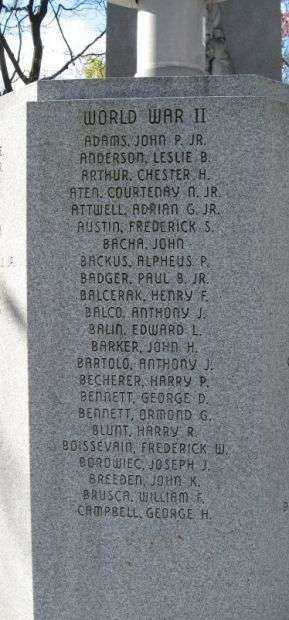 WORLD WAR II
ADAMS, JOHN P. JR.
ANDERSON, LESLIE B.
ARTHUR, CHESTER H.
ATEN, COURTENAY N. JR.
ATTWELL, ADRIAN G. JR.
AUSTIN, FREDERICK S.
BACHA, JOHN
BACKUS, ALPHEUS P.
BADGER, PAUL B. JR.
BALCERAK, HENRY F.
BALCO, ANTHONY J.
BALIN, EDWARD L.
BARKER, JOHN H.
BARTOLO, ANTHONY J.
BECHERER, HARRY P.
BENNETT, GEORGE D.
BENNETT, ORMOND G.
BLUNT, HARRY R.
BOISSEVAIN, FREDERICK W.
BOROWIEC, JOSEPH J.
BREEDEN, JOHN K.
BRUSCA, WILLIAM F.
CAMPBELL, GEORGE H.